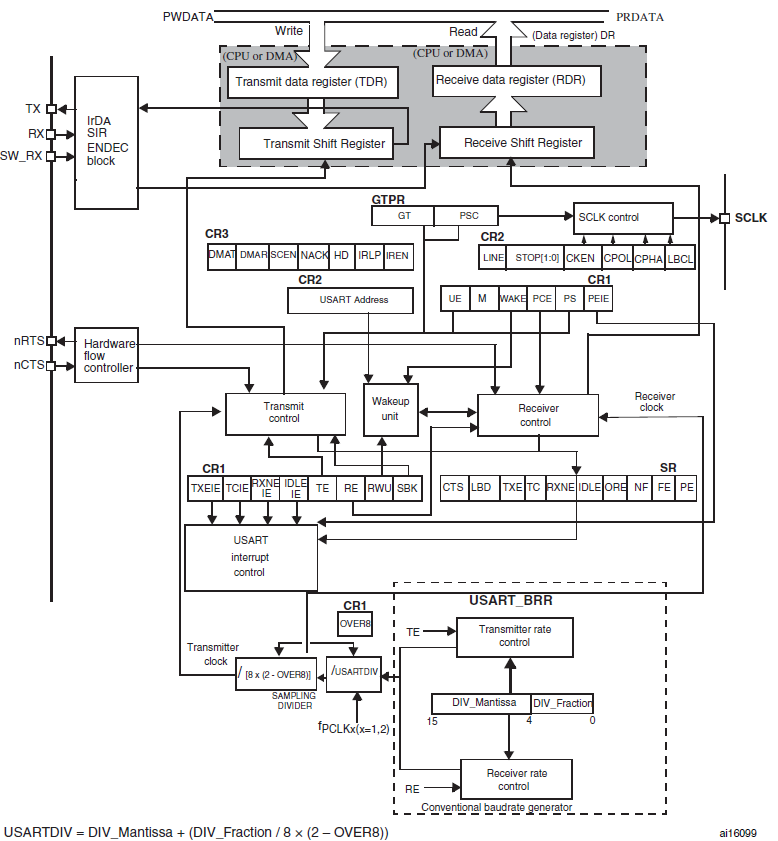 PWDATA
PRDATA
Write
Read
(Data register) DR
(CPU or DMA)
(CPU or DMA)
Transmit data register (TDR)
Receive data register (RDR)
TX
RX
SW_RX
IrDA
SIR
ENDEC
block
Transmit Shift Register
Receive Shift Register
GTPR
GT
PSC
SCLK control
SCLK
CR3
DMAT
DMAR
SCEN
NACK
HD
IRLP
IREN
CR2
LINE
STOP[1:0]
CKEN
CPOL
CPHA
LBCL
CR2
USART Address
CR1
UE
M
WAKE
PCE
PS
PEIE
nRTS
nCTS
Hardware
flow
controller
Transmit
control
Wakeup
unit
Receiver
control
Receiver
clock
CR1
TXEIE
TCIE
RXNE
IE
IDLE
IE
TE
RE
RWU
SBK
SR
CTS
LBD
TXE
TC
RXNE
IDLE
ORE
NF
FE
PE
USART
interrupt
control
CR1
OVER8
USART_BRR
TE
Transmitter rate
control
Transmitter
clock
/ [8 x (2 - OVER8)]
/USARTDIV
SAMPLING
DIVIDER
fPCLKx(x=1,2)
DIV_Mantissa
DIV_Fraction
15
4
0
RE
Receiver rate
control
Conventional baudrate generator
USARTDIV = DIV_Mantissa + (DIV_Fraction / 8 × (2 – OVER8))
ai16099